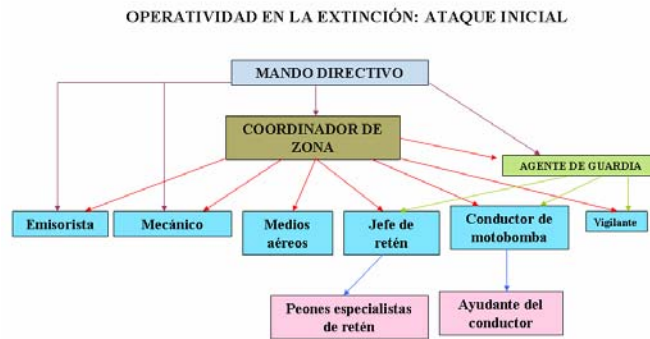 OPERATIVIDAD EN LA EXTINCIÓN: ATAQUE INICIAL
MANDO DIRECTIVO
COORDINADOR DE
ZONA
AGENTE DE GUARDIA
Emisorista
Mecánico
Medios
aéreos
Jefe de
retén
Conductor de
motobomba
Vigilante
Peones especialistas
de retén
Ayudante del
conductor